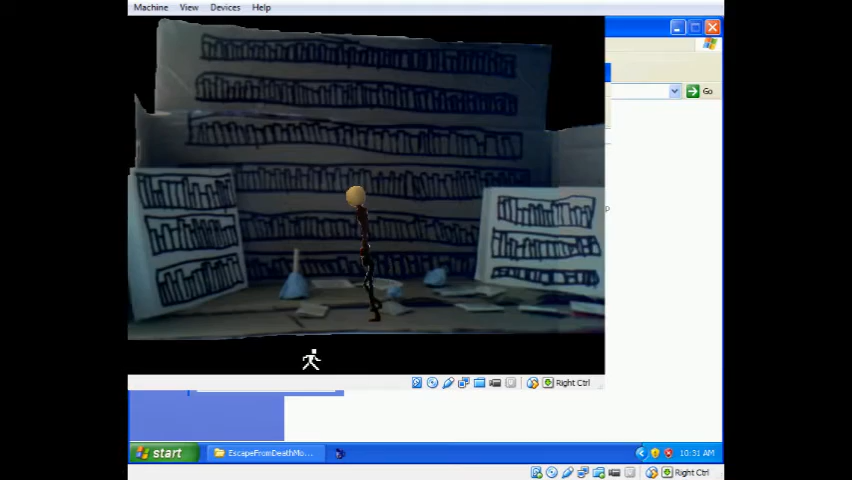 Machine View Devices Help
Go
Right Ctrl
start EscapeFromDeathMo... 10:31 AM
Right Ctrl